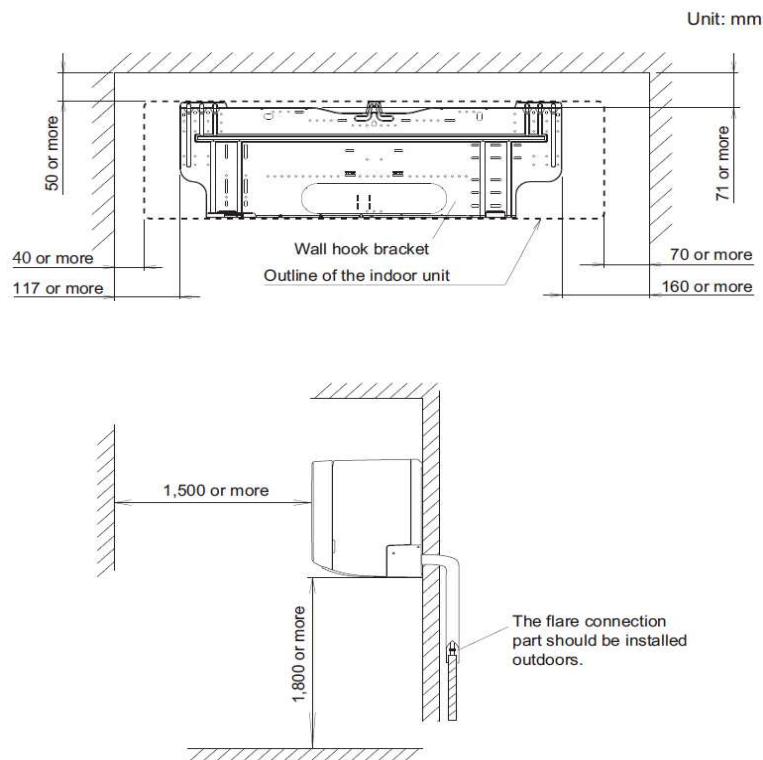 Unit: mm
50 or more
71 or more
Wall hook bracket
40 or more
70 or more
Outline of the indoor unit
117 or more
160 or more
1,500 or more
1,800 or more
The flare connection
part should be installed
outdoors.